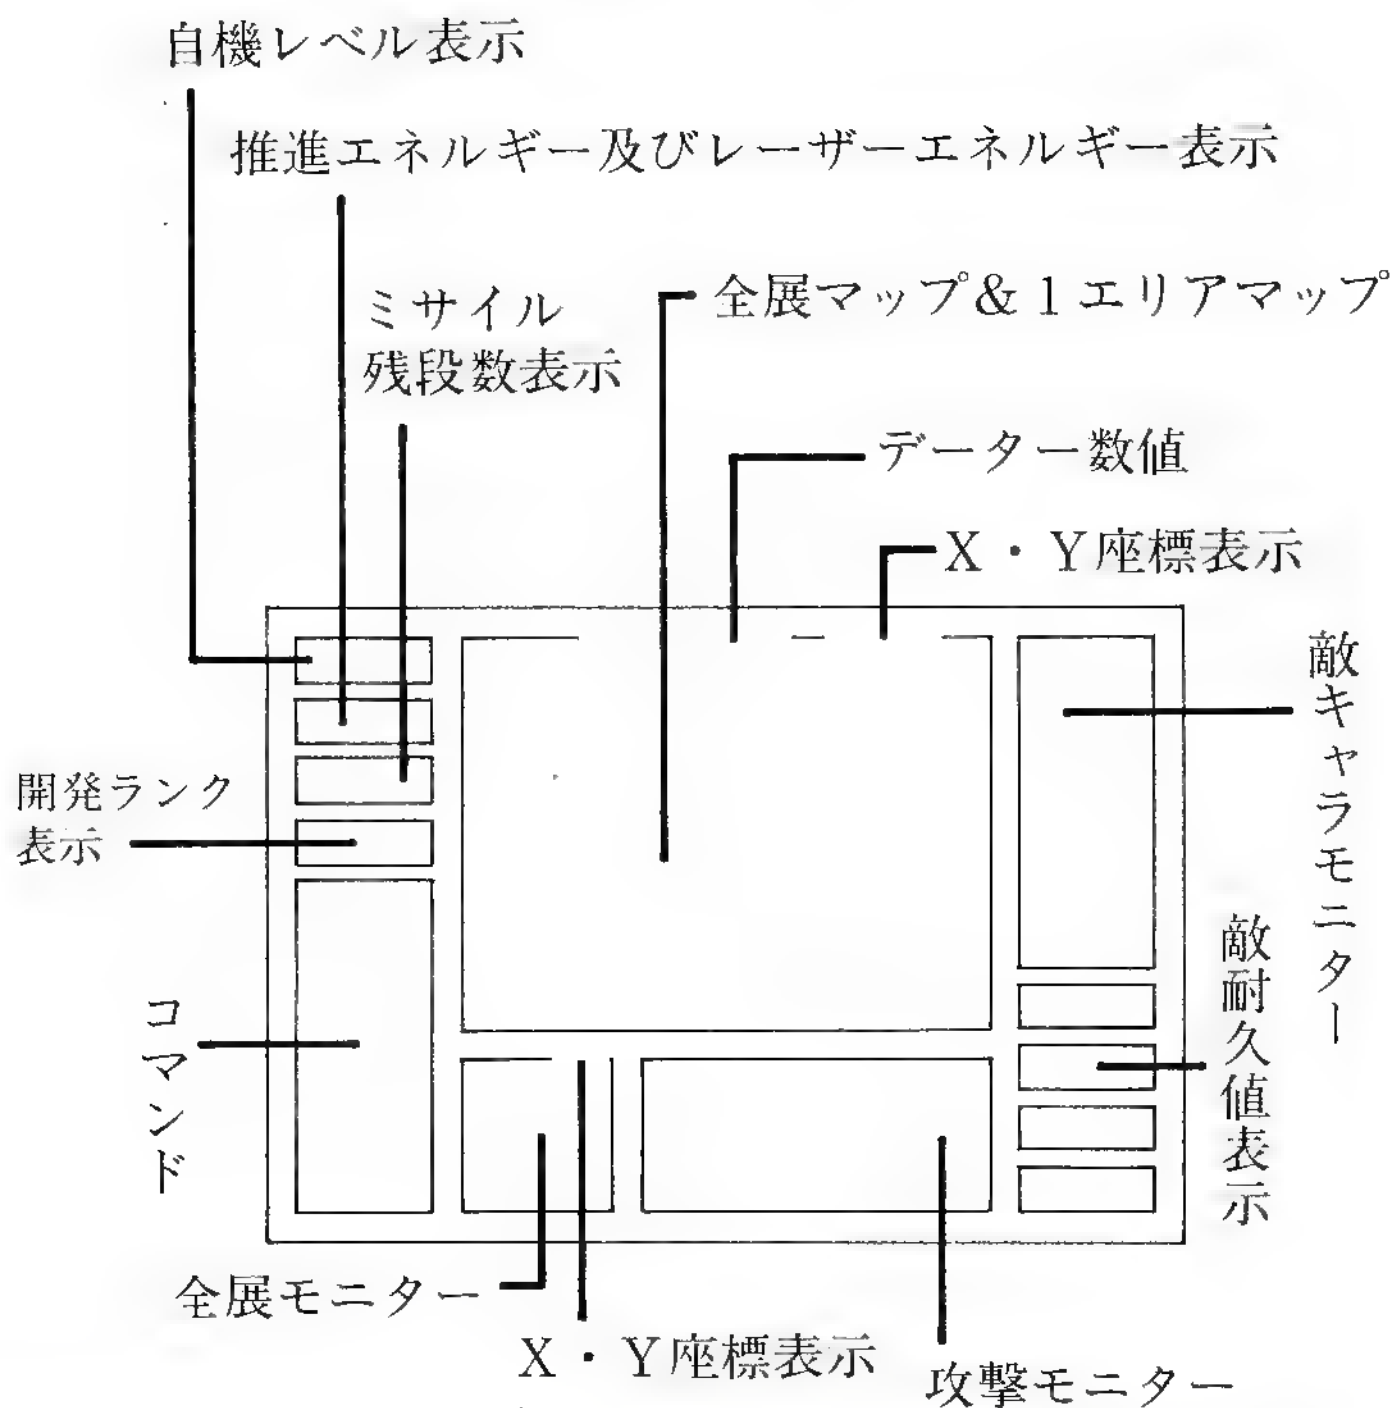 自機レベル表示
推進エネルギー及びレーザーエネルギー表示
全展マップ&1エリアマップ
ミサイル
残段数表示
データー数値
X・Y座標表示
敵キャラモニター
開発ランク
表示
敵耐久値表示
コマンド
全展モニター
X・Y座標表示
攻撃モニター